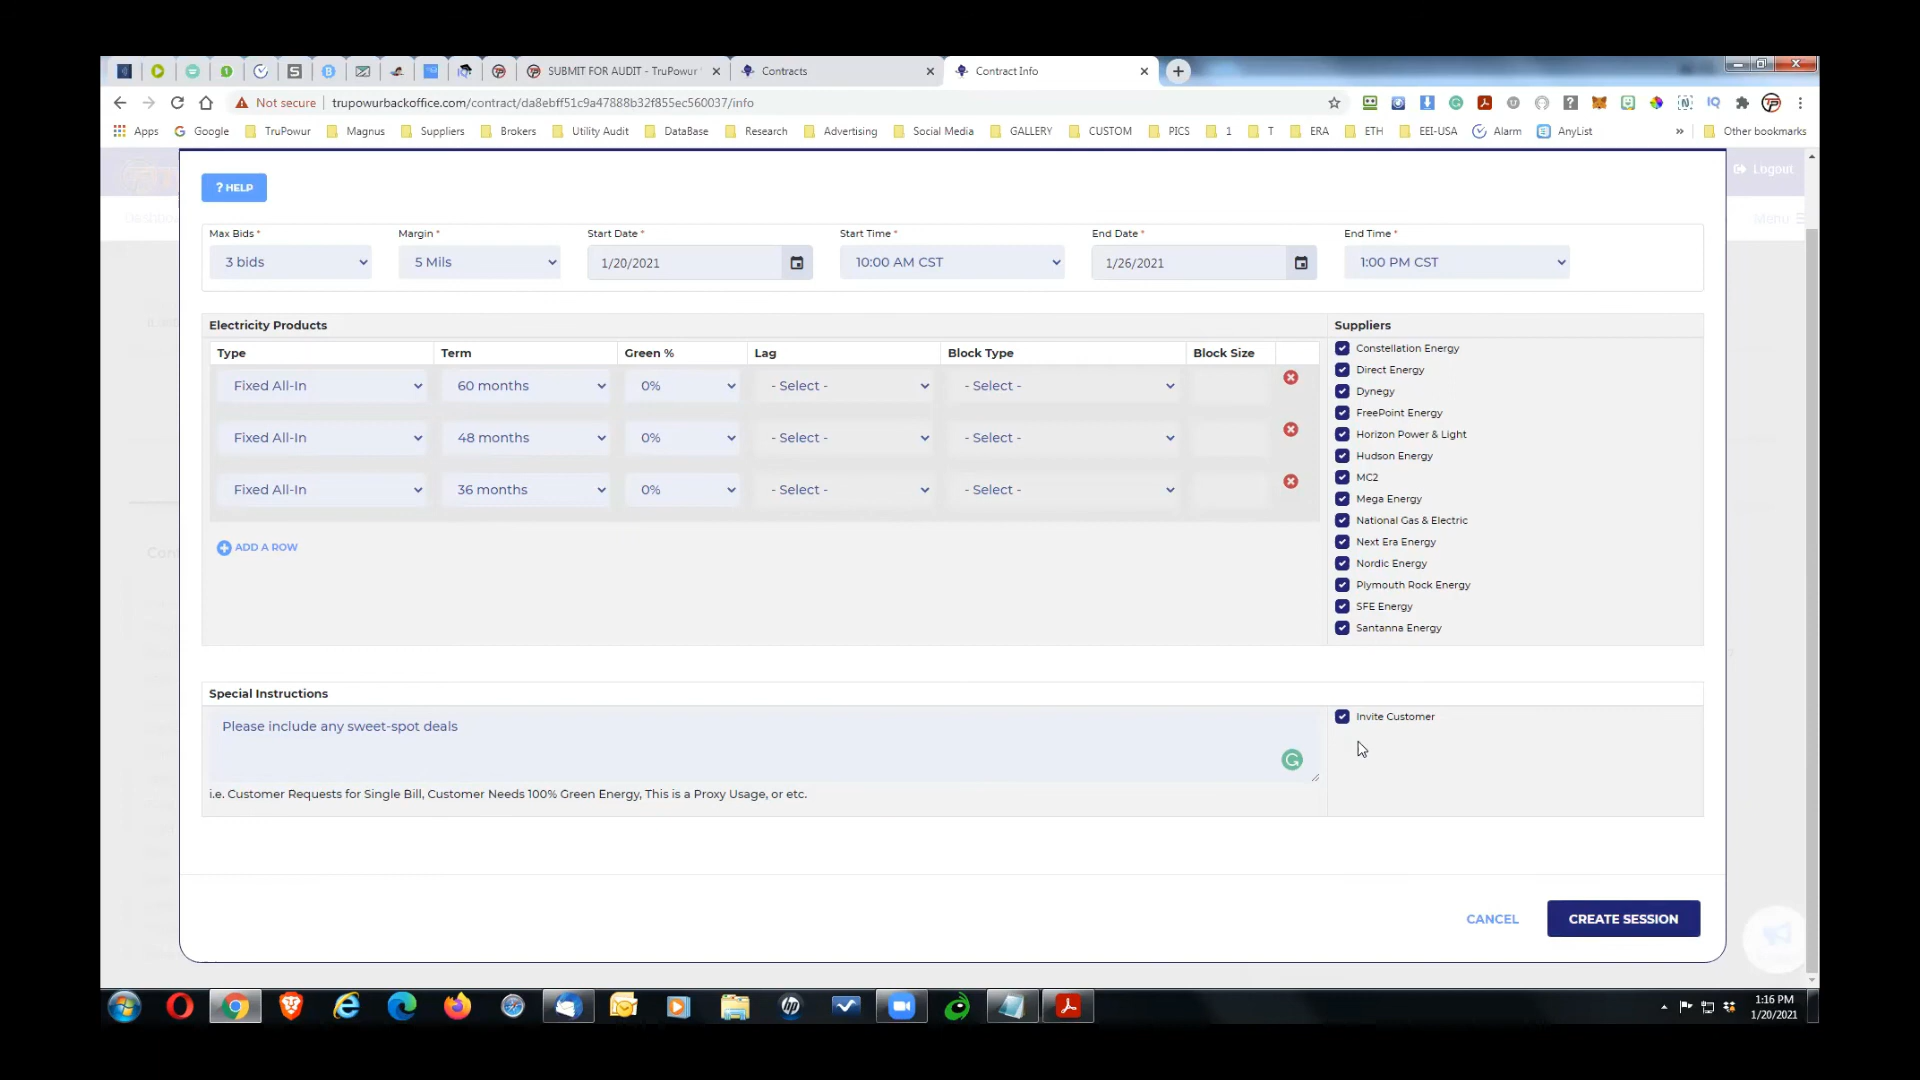 SUBMIT FOR AUDIT - TruPowur
Contracts
Contract Info
Not secure
trupowurbackoffice.com/contract/da8ebff51c9a47888b32f855ec560037/info
Apps
Google
TruPowur
Magnus
Suppliers
Brokers
Utility Audit
DataBase
Research
Advertising
Social Media
GALLERY
CUSTOM
PICS
1
T
ERA
ETH
EEI-USA
Alarm
AnyList
»
Other bookmarks
Logout
Menu
? HELP
Max Bids *
Margin *
Start Date *
Start Time *
End Date *
End Time *
3 bids
5 Mils
1/20/2021
10:00 AM CST
1/26/2021
1:00 PM CST
Electricity Products
Suppliers
Type
Term
Green %
Lag
Block Type
Block Size
Fixed All-In
60 months
0%
- Select -
- Select -
Fixed All-In
48 months
0%
- Select -
- Select -
Fixed All-In
36 months
0%
- Select -
- Select -
ADD A ROW
Constellation Energy
Direct Energy
Dynegy
FreePoint Energy
Horizon Power & Light
Hudson Energy
MC2
Mega Energy
National Gas & Electric
Next Era Energy
Nordic Energy
Plymouth Rock Energy
SFE Energy
Santanna Energy
Special Instructions
Please include any sweet-spot deals
Invite Customer
i.e. Customer Requests for Single Bill, Customer Needs 100% Green Energy, This is a Proxy Usage, or etc.
CANCEL
CREATE SESSION
1:16 PM
1/20/2021